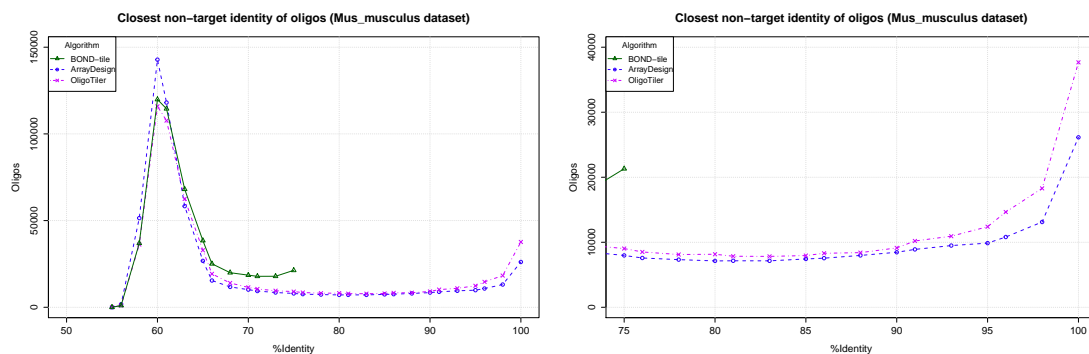 Closest non−target identity of oligos (Mus_musculus dataset)
Algorithm
BOND−tile
ArrayDesign
OligoTiler
Oligos
0
50000
100000
150000
50
60
70
80
90
100
%Identity
Closest non−target identity of oligos (Mus_musculus dataset)
Algorithm
BOND−tile
ArrayDesign
OligoTiler
Oligos
0
10000
20000
30000
40000
75
80
85
90
95
100
%Identity